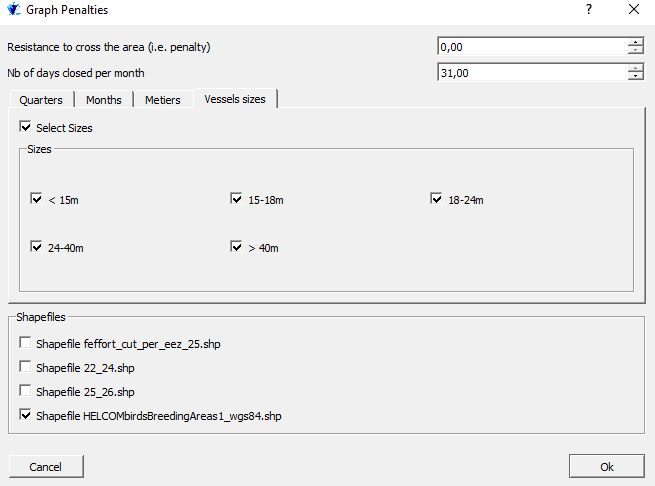 Graph Penalties
?
Resistance to cross the area (i.e. penalty) 0,00
Nb of days closed per month 31,00
Quarters Months Metiers Vessels sizes
Select Sizes
Sizes
< 15m 15-18m 18-24m
24-40m > 40m
Shapefiles
Shapefile feffort_cut_per_eez_25.shp
Shapefile 22_24.shp
Shapefile 25_26.shp
Shapefile HELCOMbirdsBreedingAreas1_wgs84.shp
Cancel Ok